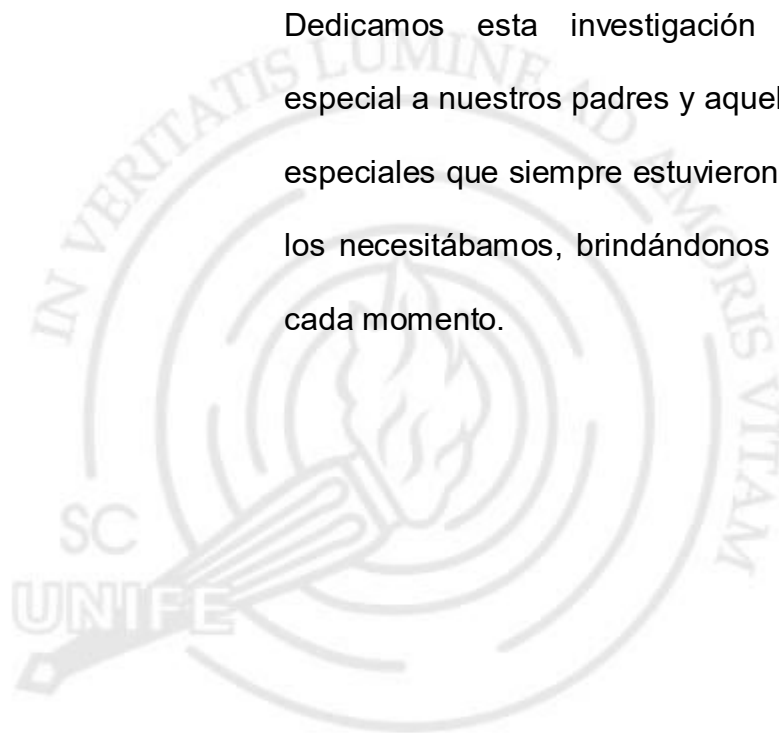 Dedicamos esta investigación
especial a nuestros padres y
especiales que siempre estuvieron
los necesitábamos, brindándonos
cada momento.
IN VERITATIS LUMINE AD AMORIS VITAM
SC
UNIFE